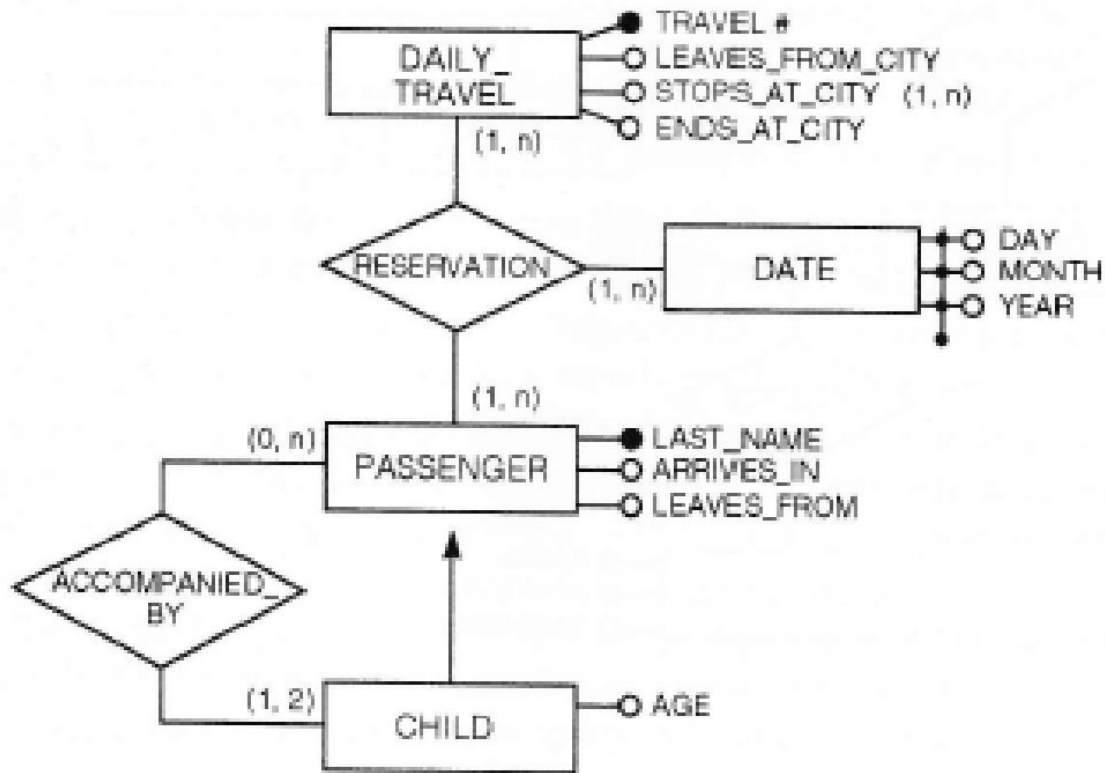 DAILY_
TRAVEL
TRAVEL #
LEAVES_FROM_CITY
STOPS_AT_CITY (1, n)
ENDS_AT_CITY
(1, n)
RESERVATION
(1, n)
DATE
DAY
MONTH
YEAR
(1, n)
(0, n)
PASSENGER
LAST_NAME
ARRIVES_IN
LEAVES_FROM
ACCOMPANIED_
BY
(1, 2)
CHILD
AGE